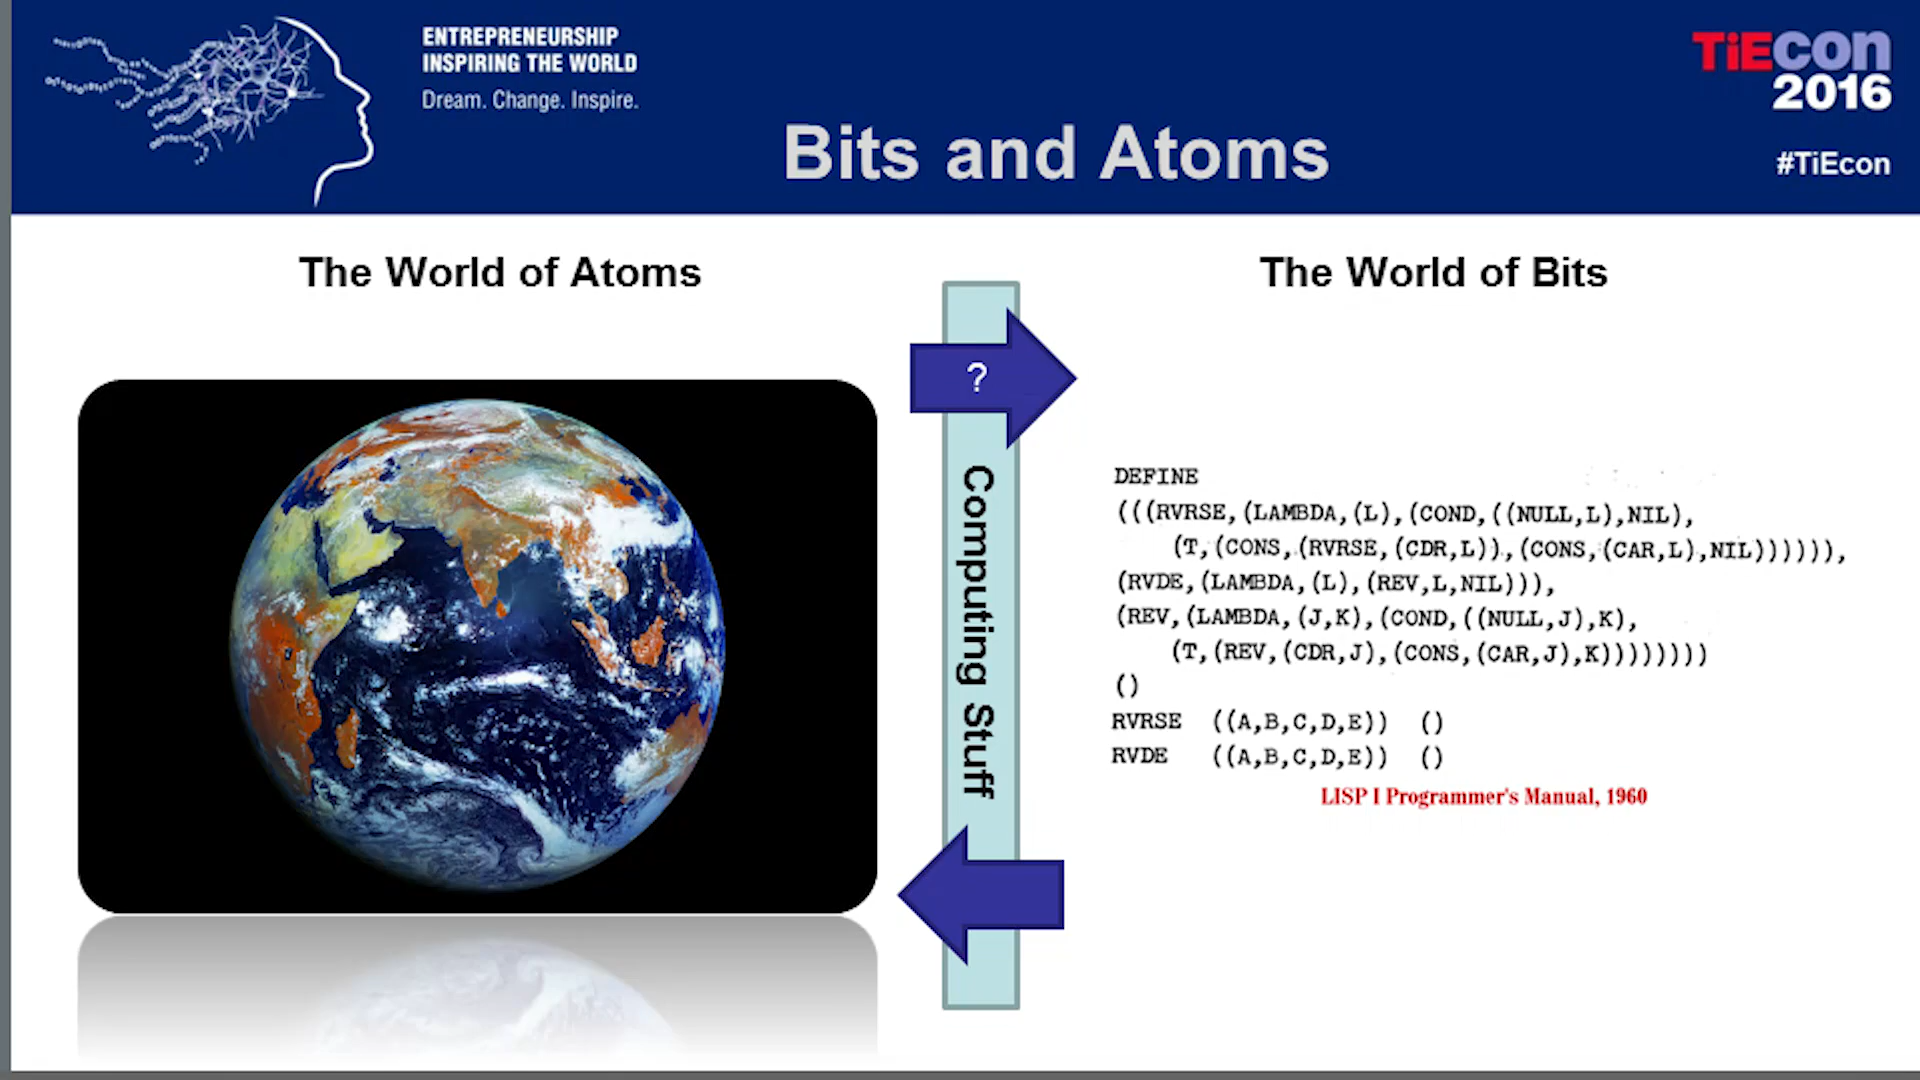 ENTREPRENEURSHIP
INSPIRING THE WORLD
Dream. Change. Inspire.
TiEcon
2016
#TiEcon
Bits and Atoms
The World of Atoms
The World of Bits
?
Computing Stuff
DEFINE
(((RVRSE,(LAMBDA,(L),(COND,((NULL,L),NIL),
(T,(CONS,(RVRSE,(CDR,L)),(CONS,(CAR,L),NIL)))))),
(RVDE,(LAMBDA,(L),(REV,L,NIL))),
(REV,(LAMBDA,(J,K),(COND,((NULL,J),K),
(T,(REV,(CDR,J),(CONS,(CAR,J),K))))))))
()
RVRSE ((A,B,C,D,E)) ()
RVDE ((A,B,C,D,E)) ()
LISP I Programmer's Manual, 1960